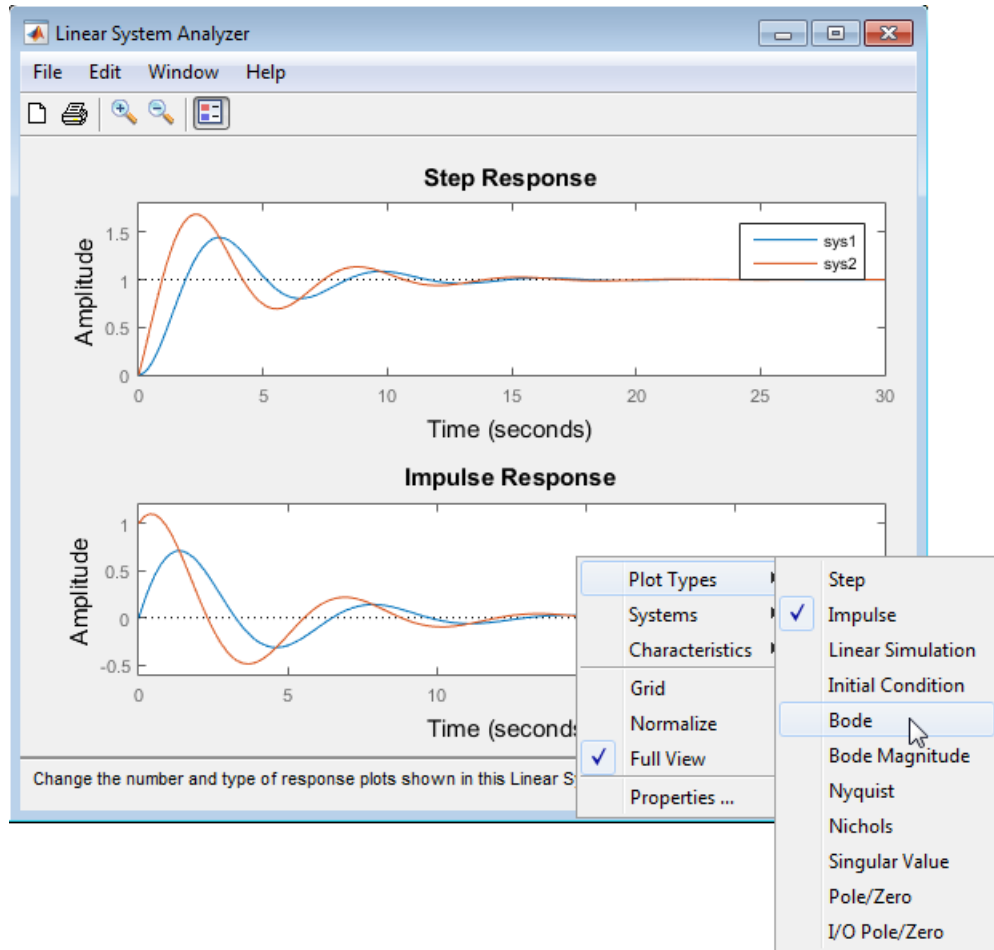 Linear System Analyzer
File Edit Window Help
Step Response
Amplitude
1.5
1
0.5
0
sys1
sys2
0 5 10 15 20 25 30
Time (seconds)
Impulse Response
Amplitude
1
0.5
0
-0.5
0 5 10
Time (seconds
Change the number and type of response plots shown in this Linear S
Plot Types
Systems
Characteristics
Grid
Normalize
Full View
Properties ...
Step
Impulse
Linear Simulation
Initial Condition
Bode
Bode Magnitude
Nyquist
Nichols
Singular Value
Pole/Zero
I/O Pole/Zero